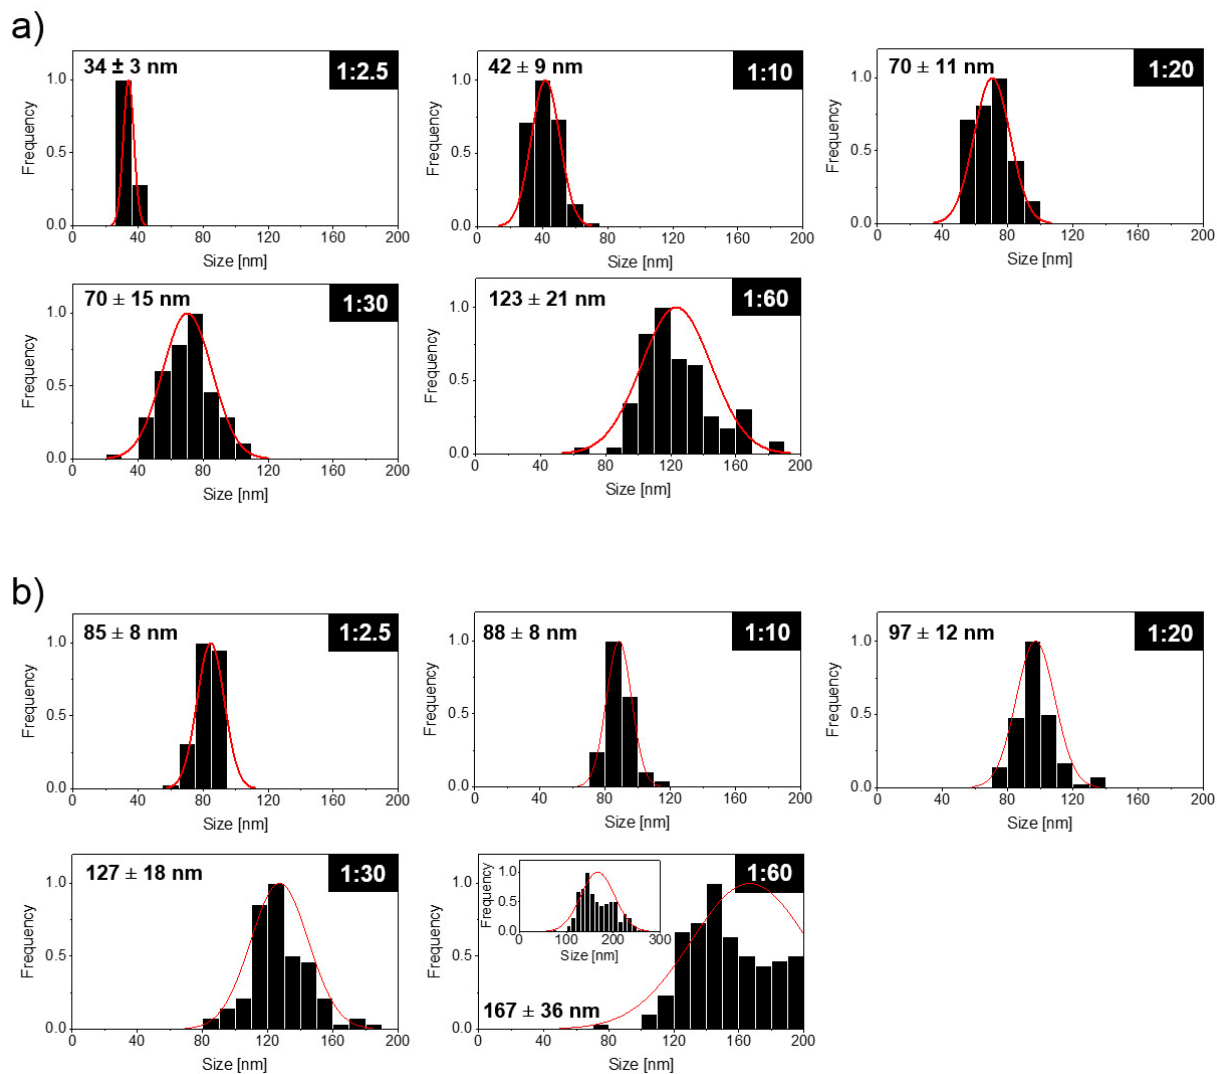 a)
34 ± 3 nm
1:2.5
1.0
0.5
0.0
Frequency
0 40 80 120 160 200
Size [nm]
42 ± 9 nm
1:10
1.0
0.5
0.0
Frequency
0 40 80 120 160 200
Size [nm]
70 ± 11 nm
1:20
1.0
0.5
0.0
Frequency
0 40 80 120 160 200
Size [nm]
70 ± 15 nm
1:30
1.0
0.5
0.0
Frequency
0 40 80 120 160 200
Size [nm]
123 ± 21 nm
1:60
1.0
0.5
0.0
Frequency
0 40 80 120 160 200
Size [nm]
b)
85 ± 8 nm
1:2.5
1.0
0.5
0.0
Frequency
0 40 80 120 160 200
Size [nm]
88 ± 8 nm
1:10
1.0
0.5
0.0
Frequency
0 40 80 120 160 200
Size [nm]
97 ± 12 nm
1:20
1.0
0.5
0.0
Frequency
0 40 80 120 160 200
Size [nm]
127 ± 18 nm
1:30
1.0
0.5
0.0
Frequency
0 40 80 120 160 200
Size [nm]
1:60
1.0
0.5
0.0
Frequency
0 100 200 300
Size [nm]
167 ± 36 nm
1.0
0.5
0.0
Frequency
0 40 80 120 160 200
Size [nm]